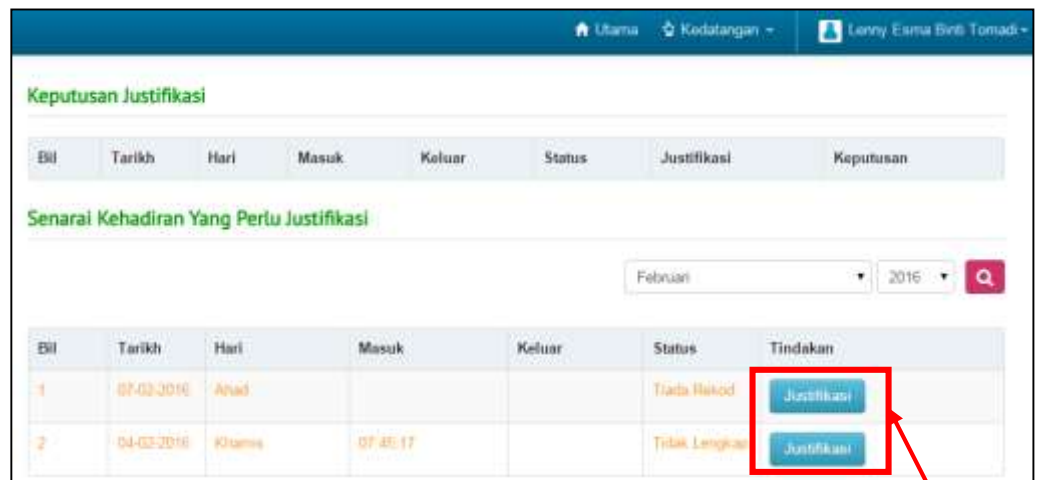 Utama Kedatangan Lenny Esma Binti Tomadi
Keputusan Justifikasi
Bil Tarikh Hari Masuk Keluar Status Justifikasi Keputusan
Senarai Kehadiran Yang Perlu Justifikasi
Februari 2016
Bil Tarikh Hari Masuk Keluar Status Tindakan
1 07-02-2016 Ahad Tiada Rekod Justifikasi
2 04-02-2016 Khamis 07:45:17 Tidak Lengkap Justifikasi